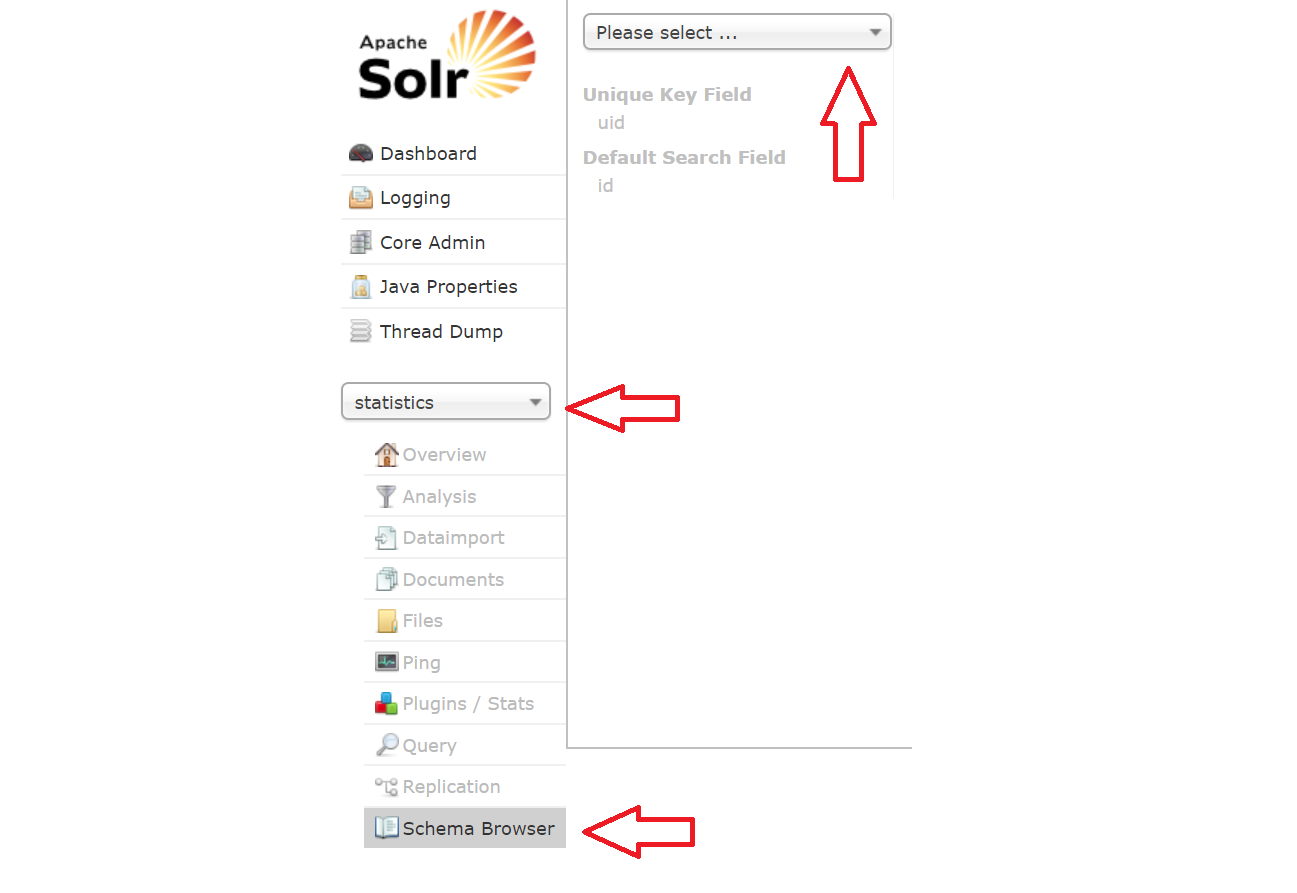 Apache
Solr
Dashboard
Logging
Core Admin
Java Properties
Thread Dump
statistics
Overview
Analysis
Dataimport
Documents
Files
Ping
Plugins / Stats
Query
Replication
Schema Browser
Please select ...
Unique Key Field
uid
Default Search Field
id